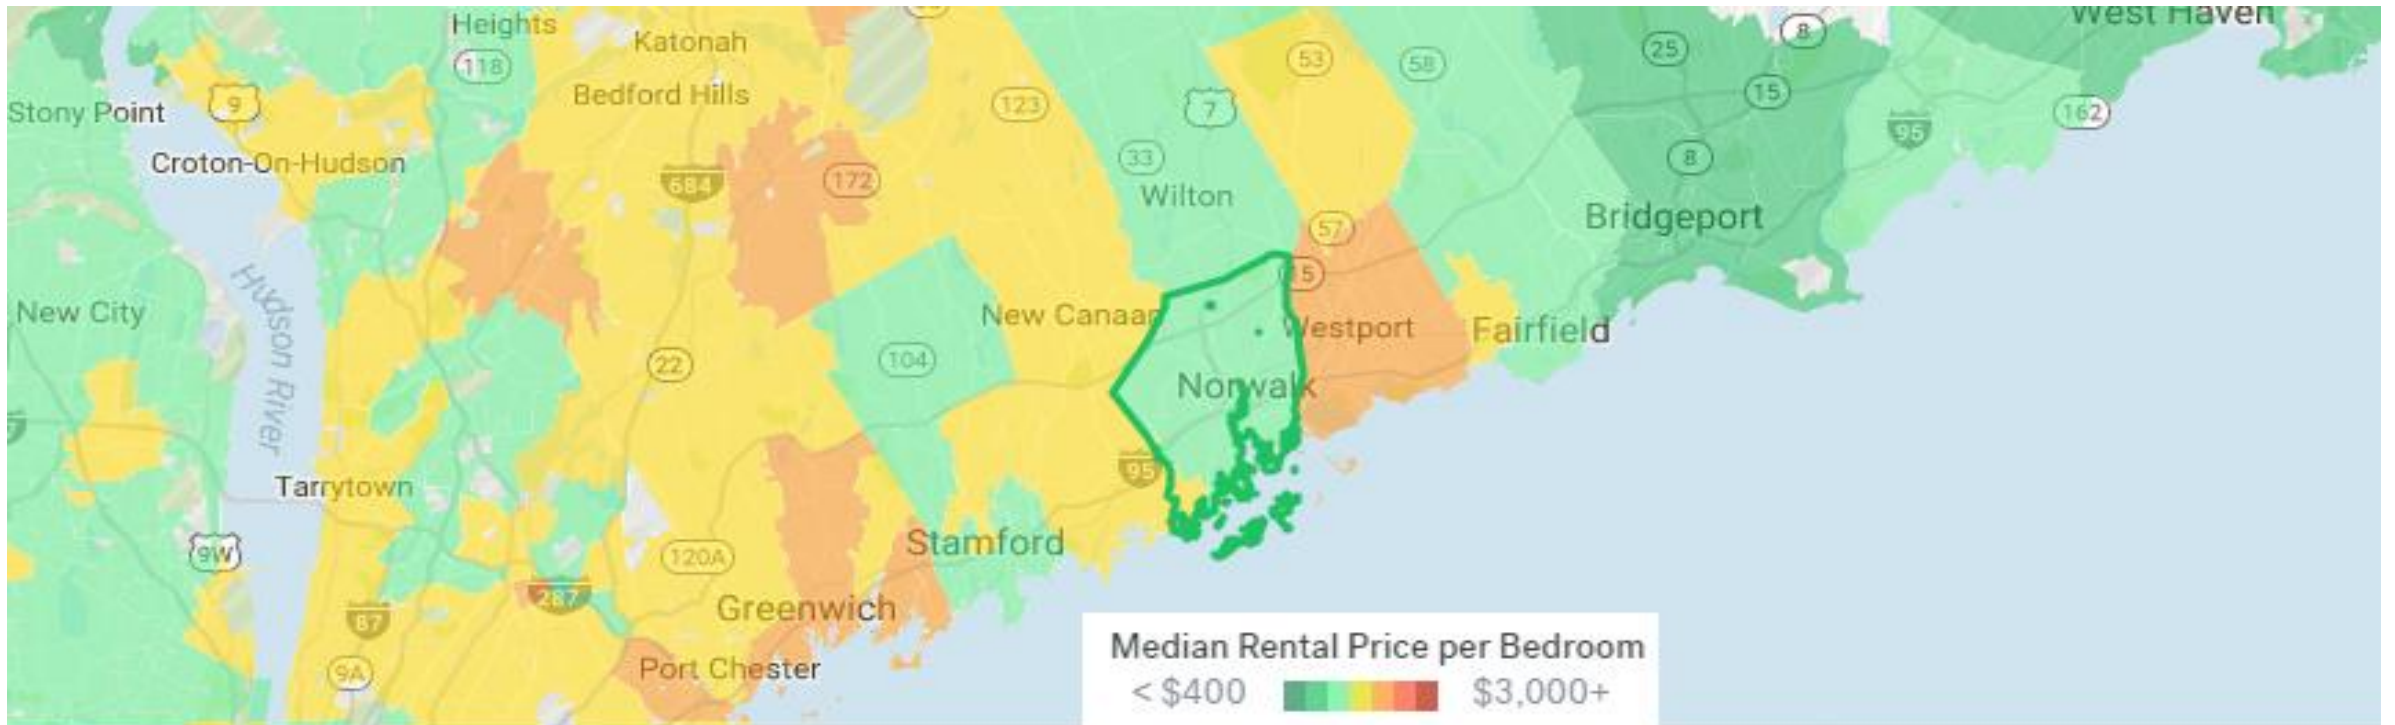 Heights
118
Katonah
Bedford Hills
123
7
53
58
25
8
15
West Haven
162
95
Stony Point
9
Croton-On-Hudson
684
172
33
Wilton
8
57
Bridgeport
15
Hudson River
New City
New Canaan
Westport
Fairfield
22
104
Norwalk
95
Tarrytown
9W
120A
Stamford
287
87
Greenwich
9A
Port Chester
Median Rental Price per Bedroom
< $400
$3,000+